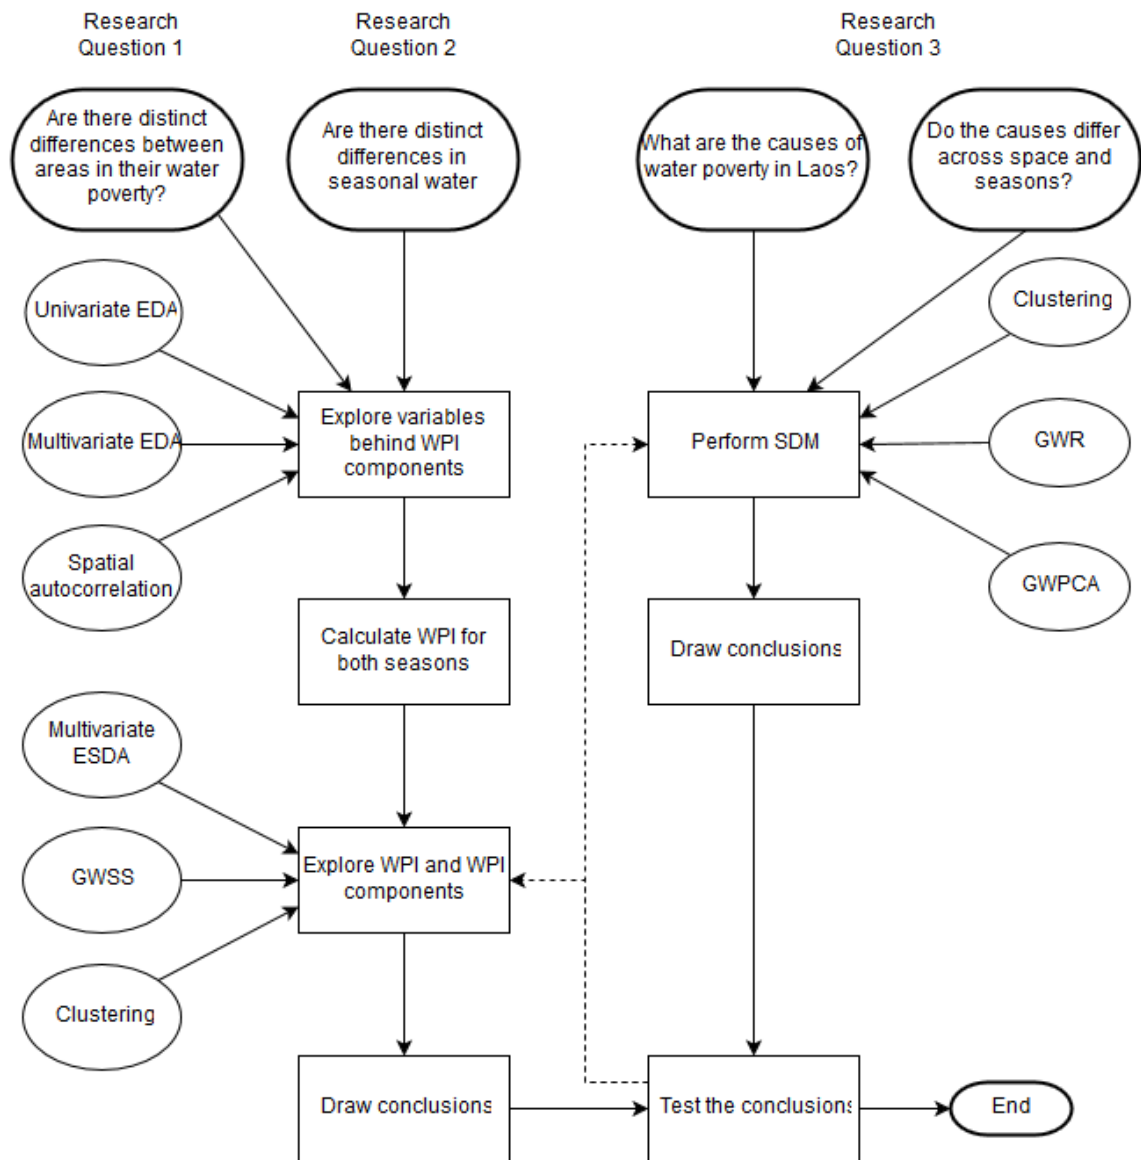 Research
Question 1
Research
Question 2
Research
Question 3
Are there distinct
differences between
areas in their water
poverty?
Are there distinct
differences in
seasonal water
What are the causes of
water poverty in Laos?
Do the causes differ
across space and
seasons?
Univariate EDA
Clustering
Multivariate EDA
Explore variables
behind WPI
components
Perform SDM
GWR
Spatial
autocorrelation
GWPCA
Calculate WPI for
both seasons
Draw conclusions
Multivariate
ESDA
GWSS
Explore WPI and WPI
components
Clustering
Draw conclusions
Test the conclusions
End